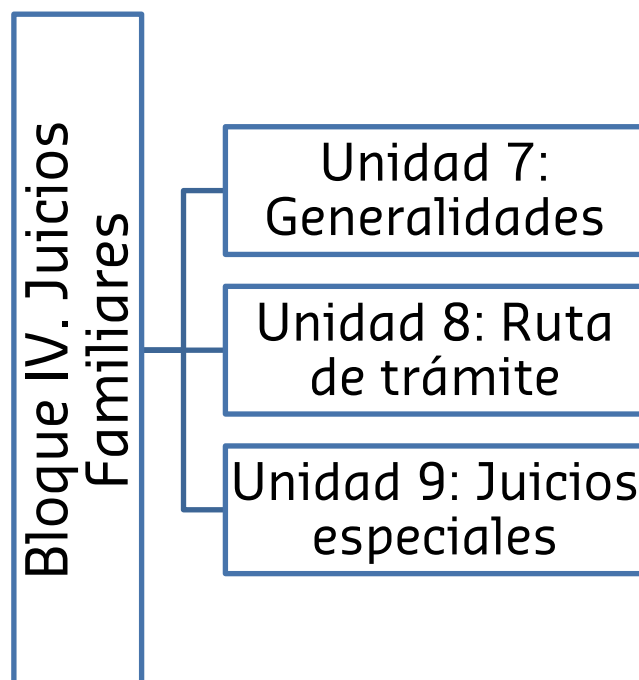 Bloque IV. Juicios
Familiares
Unidad 7:
Generalidades
Unidad 8: Ruta
de trámite
Unidad 9: Juicios
especiales